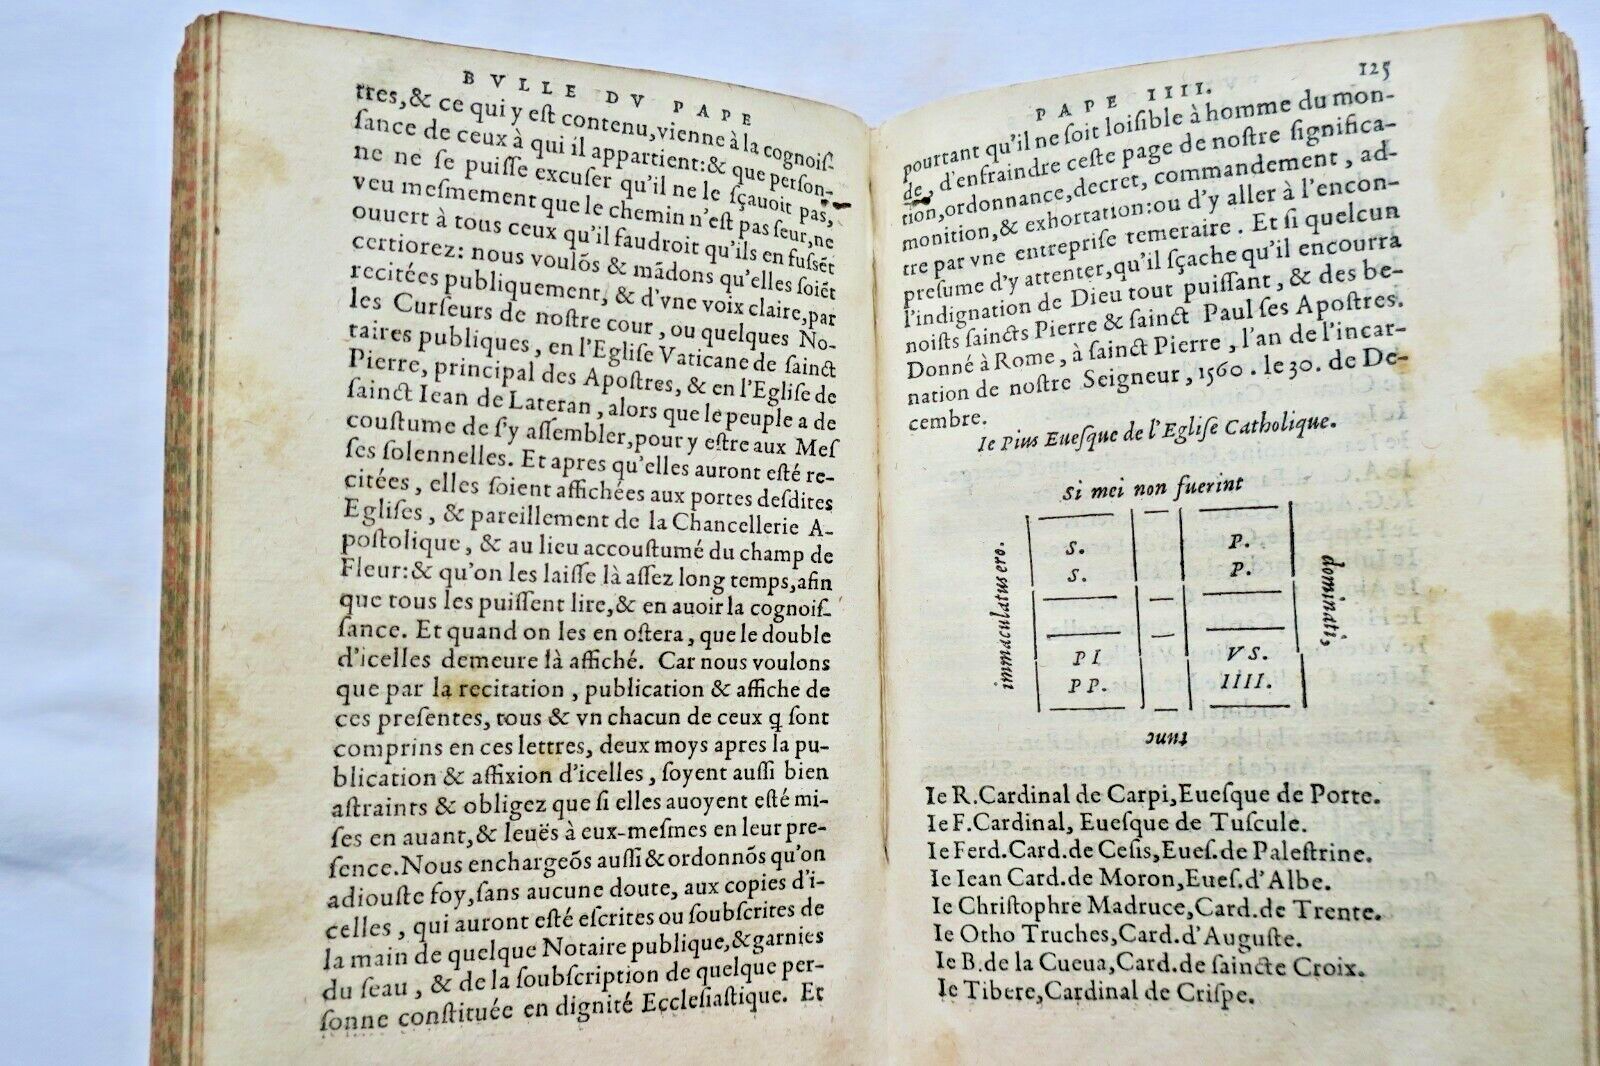 BVLLE DV PAPE
tres,& ce qui y est contenu,vienne à la cognois-
sance de ceux à qui il appartient:& que person-
ne ne se puisse excuser qu'il ne le sçauoit pas,
veu mesmement que le chemin n'est pas seur,ne
ouuert à tous ceux qu'il faudroit qu'ils en fussẽt
certiorez: nous voulõs & mãdons qu'elles soiẽt
recitées publiquement, & d'vne voix claire,par
les Curseurs de nostre cour, ou quelques No-
taires publiques, en l'Eglise Vaticane de sainct
Pierre, principal des Apostres, & en l'Eglise de
sainct Iean de Lateran, alors que le peuple a de
coustume de s'y assembler,pour y estre aux Mes
ses solennelles. Et apres qu'elles auront esté re-
citées, elles soient affichées aux portes desdites
Eglises, & pareillement de la Chancellerie A-
postolique, & au lieu accoustumé du champ de
Fleur:& qu'on les laisse là assez long temps,afin
que tous les puissent lire,& en auoir la cognois-
sance. Et quand on les en ostera, que le double
d'icelles demeure là affiché. Car nous voulons
que par la recitation, publication & affiche de
ces presentes, tous & vn chacun de ceux q sont
comprins en ces lettres, deux moys apres la pu-
blication & affixion d'icelles, soyent aussi bien
astraints & obligez que si elles auoyent esté mi-
ses en auant,& leuës à eux-mesmes en leur pre-
sence.Nous enchargeõs aussi & ordonnõs qu'on
adiouste foy,sans aucune doute, aux copies d'i-
celles, qui auront esté escrites ou soubscrites de
la main de quelque Notaire publique,& garnies
du seau, & de la soubscription de quelque per-
sonne constituée en dignité Ecclesiastique. Et
PAPE IIII. 125
pourtant qu'il ne soit loisible à homme du mon-
de, d'enfraindre ceste page de nostre significa-
tion,ordonnance,decret, commandement, ad-
monition,& exhortation:ou d'y aller à l'encon-
tre par vne entreprise temeraire. Et si quelcun
presume d'y attenter,qu'il sçache qu'il encourra
l'indignation de Dieu tout puissant, & des be-
noists saincts Pierre & sainct Paul ses Apostres.
Donné à Rome, à sainct Pierre, l'an de l'incar-
nation de nostre Seigneur, 1560. le 30. de De-
cembre.
Ie Pius Euesque de l'Eglise Catholique.
Si mei non fuerint
immaculatus ero.
S. P.
S. P.
PI VS.
PP. IIII.
dominatis,
tunc
Ie R.Cardinal de Carpi,Euesque de Porte.
Ie F.Cardinal, Euesque de Tuscule.
Ie Ferd.Card.de Cesis,Eues.de Palestrine.
Ie Iean Card.de Moron,Eues.d'Albe.
Ie Christophre Madruce,Card.de Trente.
Ie Otho Truches,Card.d'Auguste.
Ie B.de la Cueua,Card.de saincte Croix.
Ie Tibere,Cardinal de Crispe.